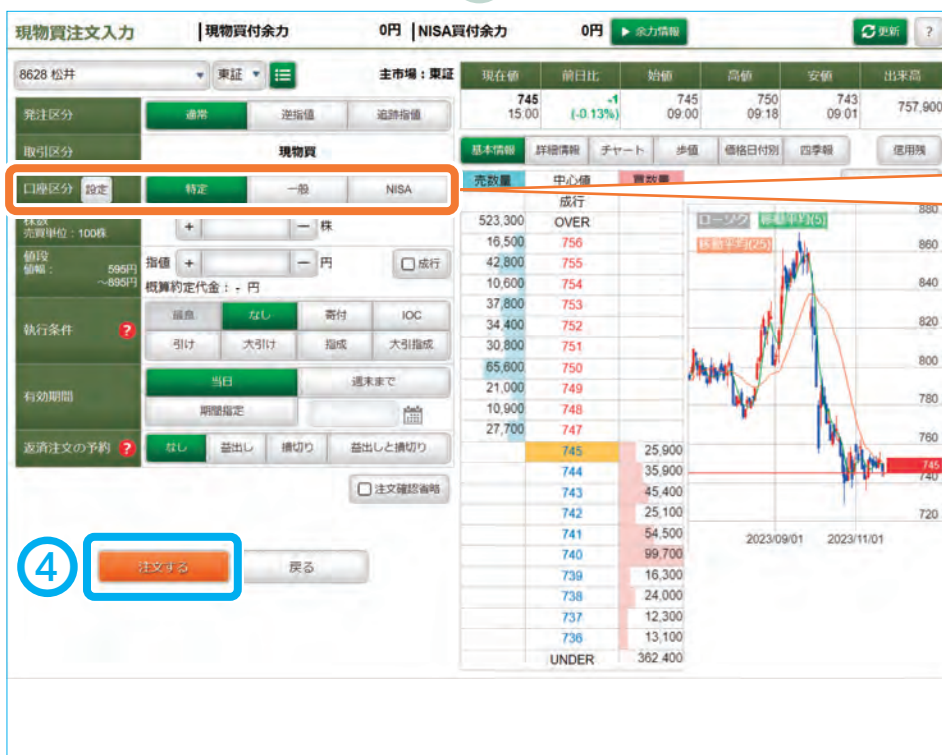 現物買注文入力 現物買付余力 0円 NISA買付余力 0円 ▶ 余力情報 更新 ?
8628 松井 東証 主市場：東証
現在値 前日比 始値 高値 安値 出来高
745 -1 745 750 743 757,900
15:00 (-0.13%) 09:00 09:18 09:01
発注区分 通常 逆指値 追跡指値
取引区分 現物買
基本情報 詳細情報 チャート 歩値 価格日付別 四季報 信用残
口座区分 設定 特定 一般 NISA
株数
売買単位：100株 + − 株
値段
値幅： 595円
～895円
指値 + − 円 成行
概算約定代金：- 円
執行条件 ? 最良 なし 寄付 IOC
引け 大引け 指成 大引指成
有効期間 当日 週末まで
期間指定
返済注文の予約 ? なし 益出し 損切り 益出しと損切り
注文確認省略
④ 注文する 戻る
売数量 中心値 買数量
成行
523,300 OVER
16,500 756
42,800 755
10,600 754
37,800 753
34,400 752
30,800 751
65,600 750
21,000 749
10,900 748
27,700 747
745 25,900
744 35,900
743 45,400
742 25,100
741 54,500
740 99,700
739 16,300
738 24,000
737 12,300
736 13,100
UNDER 362,400
ローソク 移動平均(5)
移動平均(25)
880
860
840
820
800
780
760
745
740
720
2023/09/01 2023/11/01